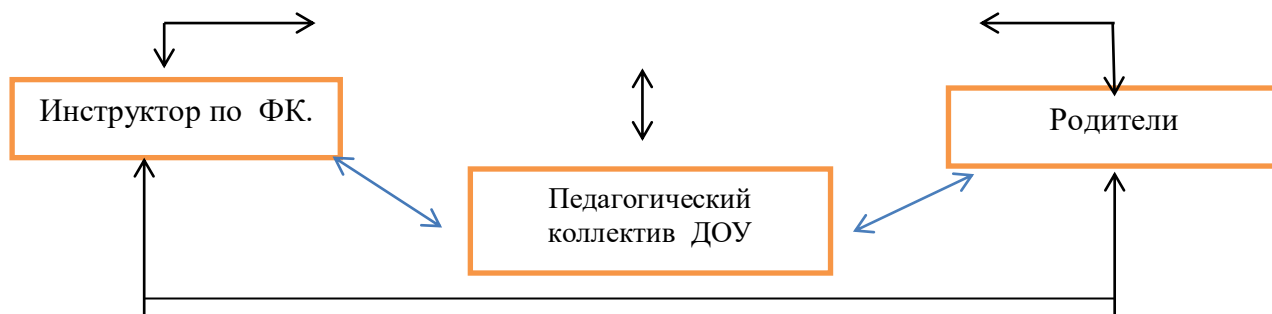 Инструктор по ФК.
Родители
Педагогический
коллектив ДОУ